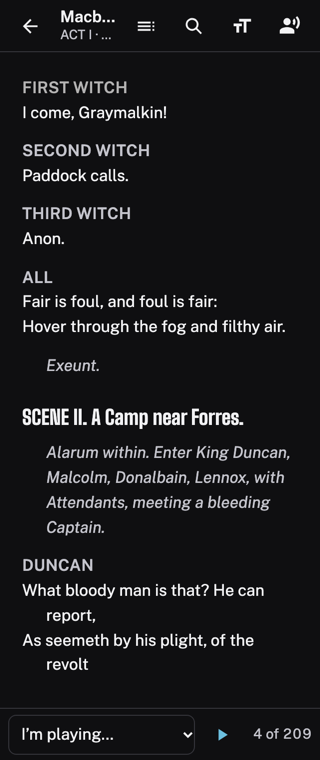 Macb...
ACT I · ...
FIRST WITCH
I come, Graymalkin!
SECOND WITCH
Paddock calls.
THIRD WITCH
Anon.
ALL
Fair is foul, and foul is fair:
Hover through the fog and filthy air.
Exeunt.
SCENE II. A Camp near Forres.
Alarum within. Enter King Duncan,
Malcolm, Donalbain, Lennox, with
Attendants, meeting a bleeding
Captain.
DUNCAN
What bloody man is that? He can
report,
As seemeth by his plight, of the
revolt
I'm playing...
4 of 209